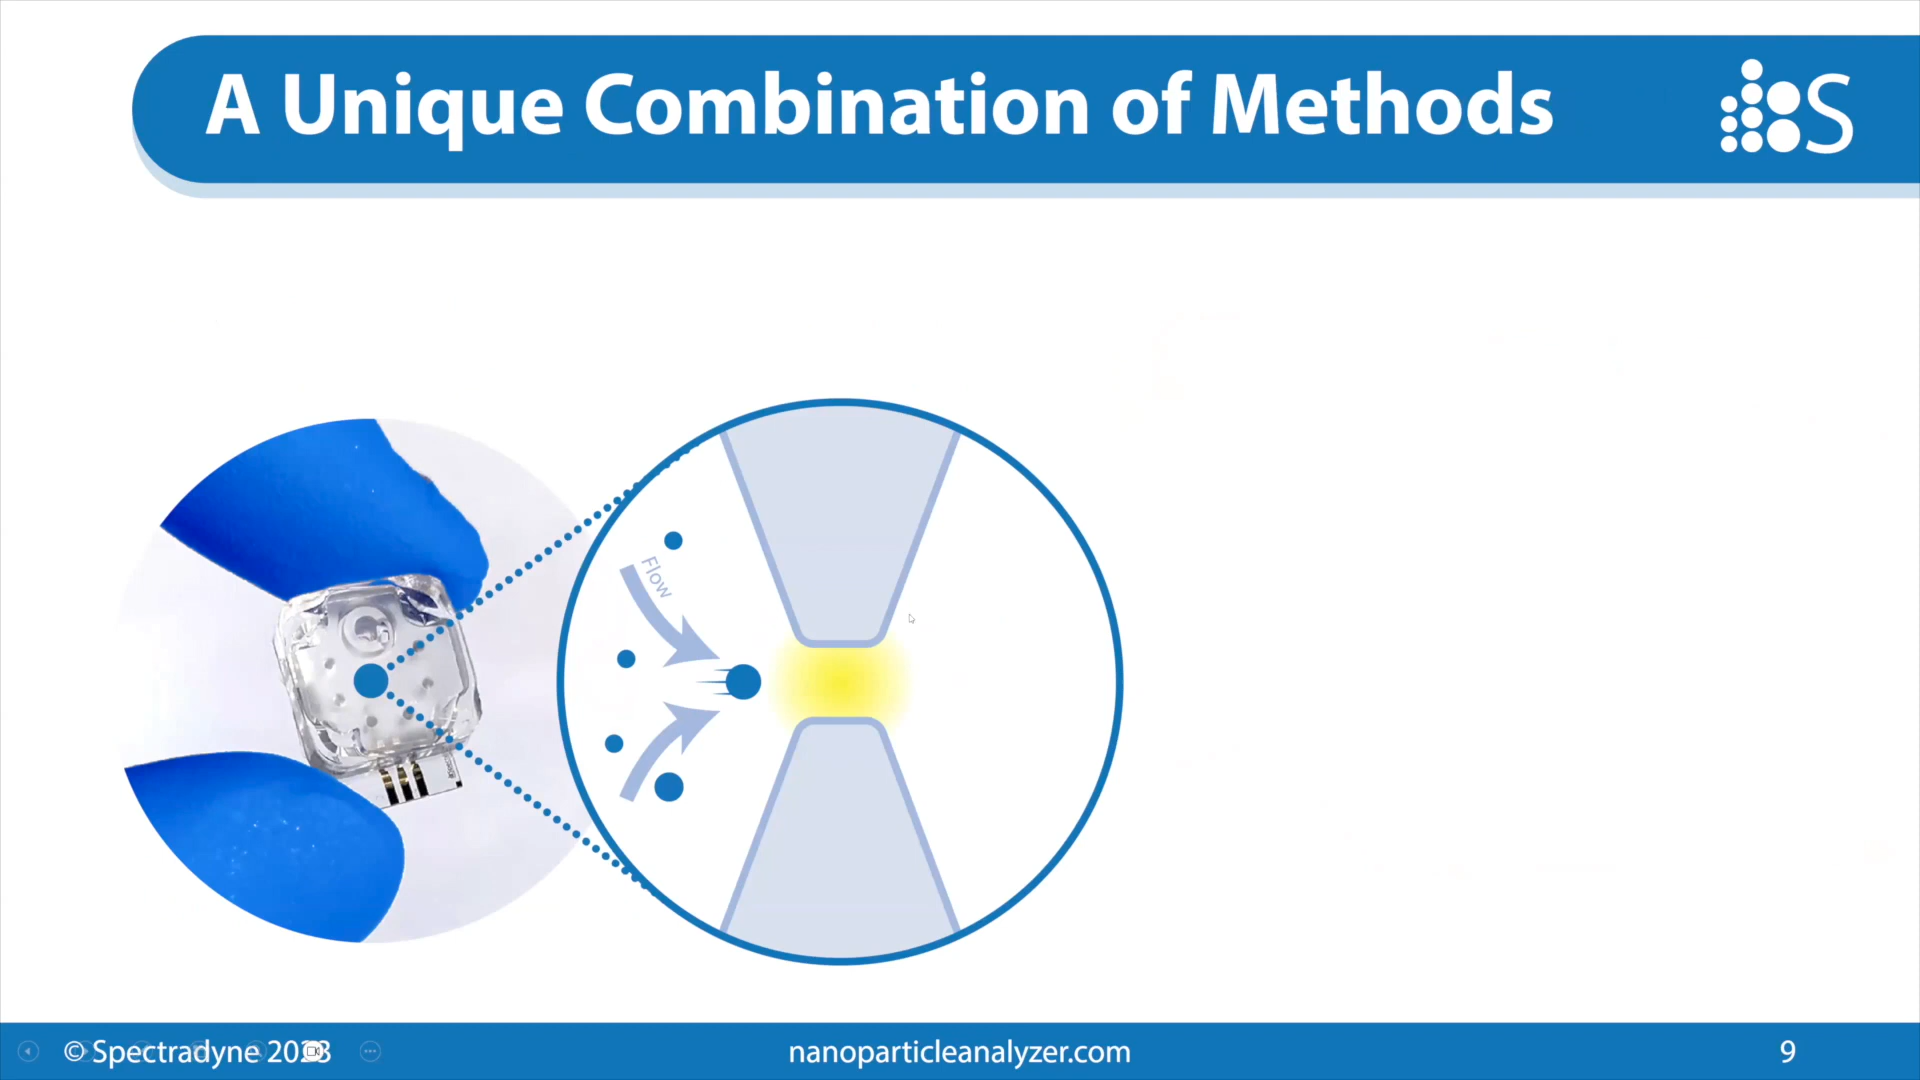 A Unique Combination of Methods
S
Flow
© Spectradyne 2023
nanoparticleanalyzer.com
9